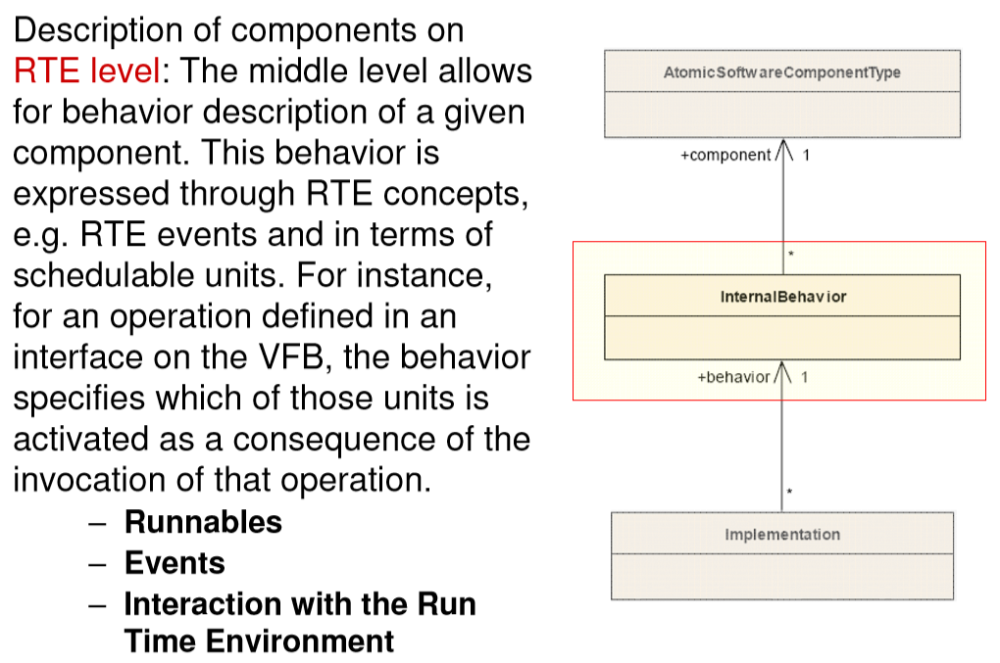 Description of components on
RTE level: The middle level allows
for behavior description of a given
component. This behavior is
expressed through RTE concepts,
e.g. RTE events and in terms of
schedulable units. For instance,
for an operation defined in an
interface on the VFB, the behavior
specifies which of those units is
activated as a consequence of the
invocation of that operation.
– Runnables
– Events
– Interaction with the Run
Time Environment
AtomicSoftwareComponentType
+component 1
*
InternalBehavior
+behavior 1
*
Implementation